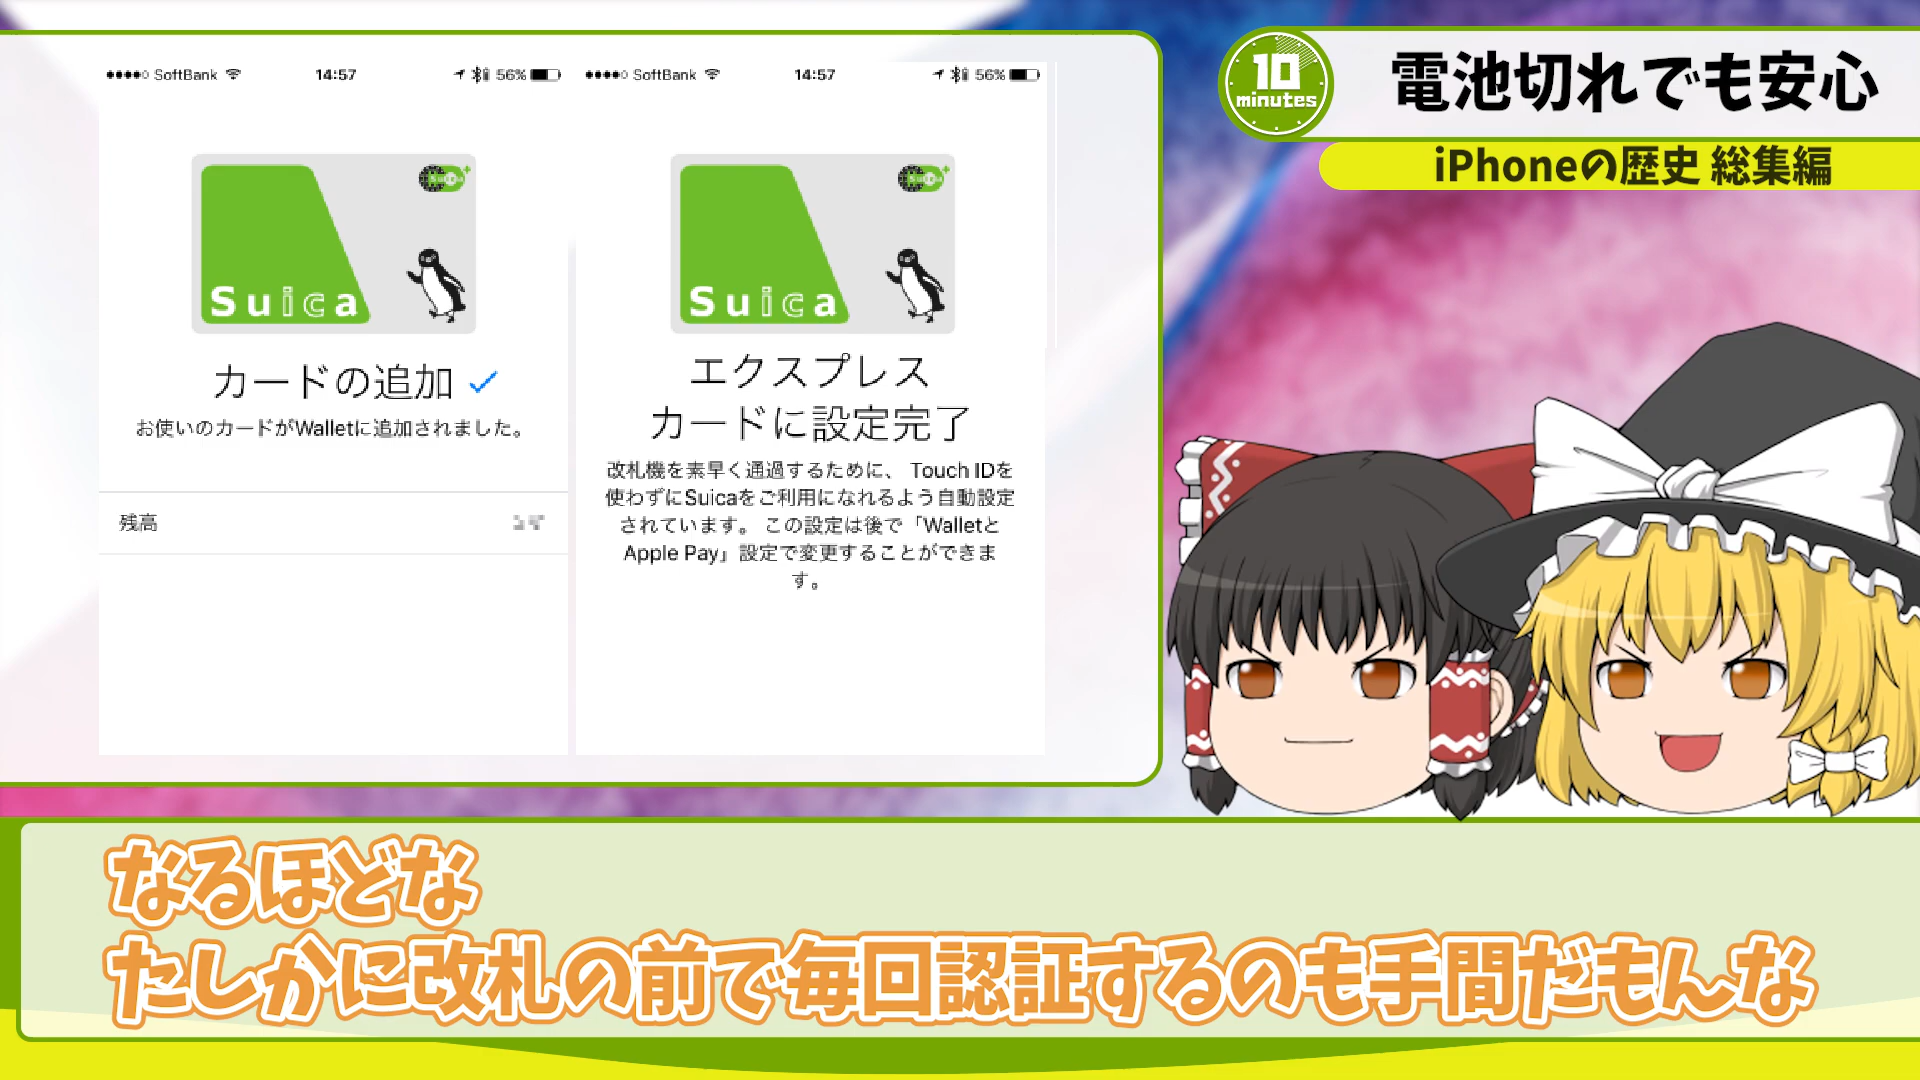 SoftBank 14:57 56%
Suica
カードの追加
お使いのカードがWalletに追加されました。
残高
SoftBank 14:57 56%
Suica
エクスプレス
カードに設定完了
改札機を素早く通過するために、 Touch IDを
使わずにSuicaをご利用になれるよう自動設定
されています。 この設定は後で「Walletと
Apple Pay」設定で変更することができま
す。
10
minutes
電池切れでも安心
iPhoneの歴史 総集編
なるほどな
たしかに改札の前で毎回認証するのも手間だもんな